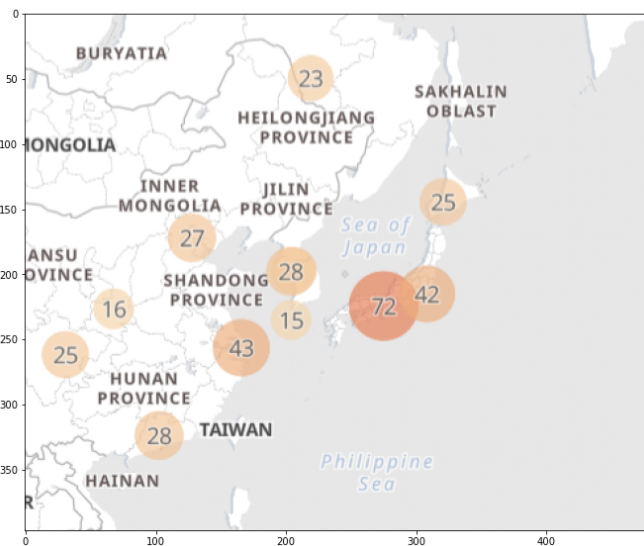 0
BURYATIA
50
23
SAKHALIN
OBLAST
HEILONGJIANG
PROVINCE
100
IONGOLIA
INNER
MONGOLIA
JILIN
PROVINCE
25
150
Sea of
Japan
27
ANSU
OVINCE
200
SHANDONG
PROVINCE
28
72
42
16
15
250
25
43
HUNAN
PROVINCE
300
28
TAIWAN
350
HAINAN
Philippine
Sea
R
0
100
200
300
400